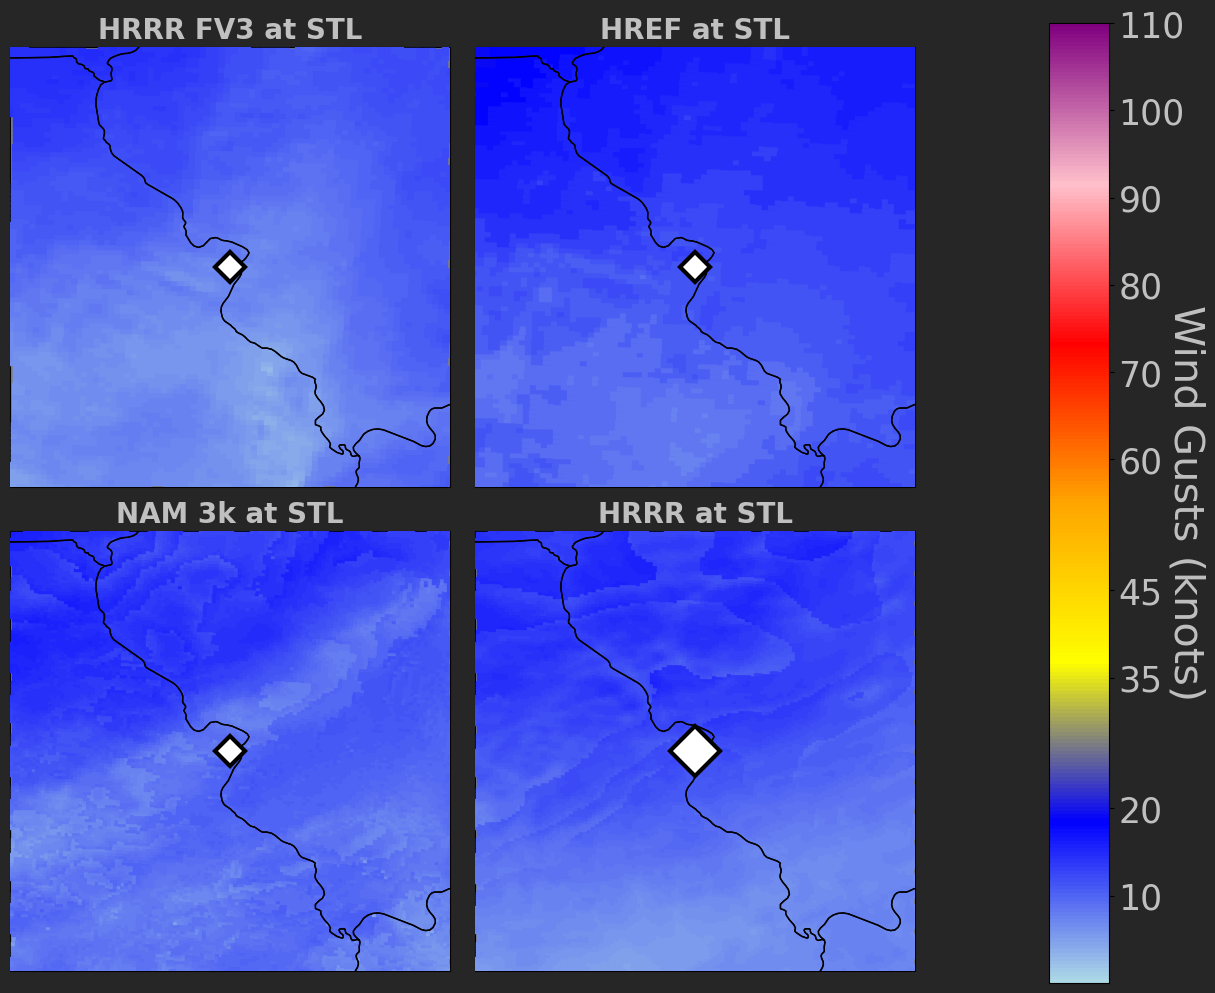 HRRR FV3 at STL
HREF at STL
NAM 3k at STL
HRRR at STL
110
100
90
80
70
60
45
35
20
10
Wind Gusts (knots)